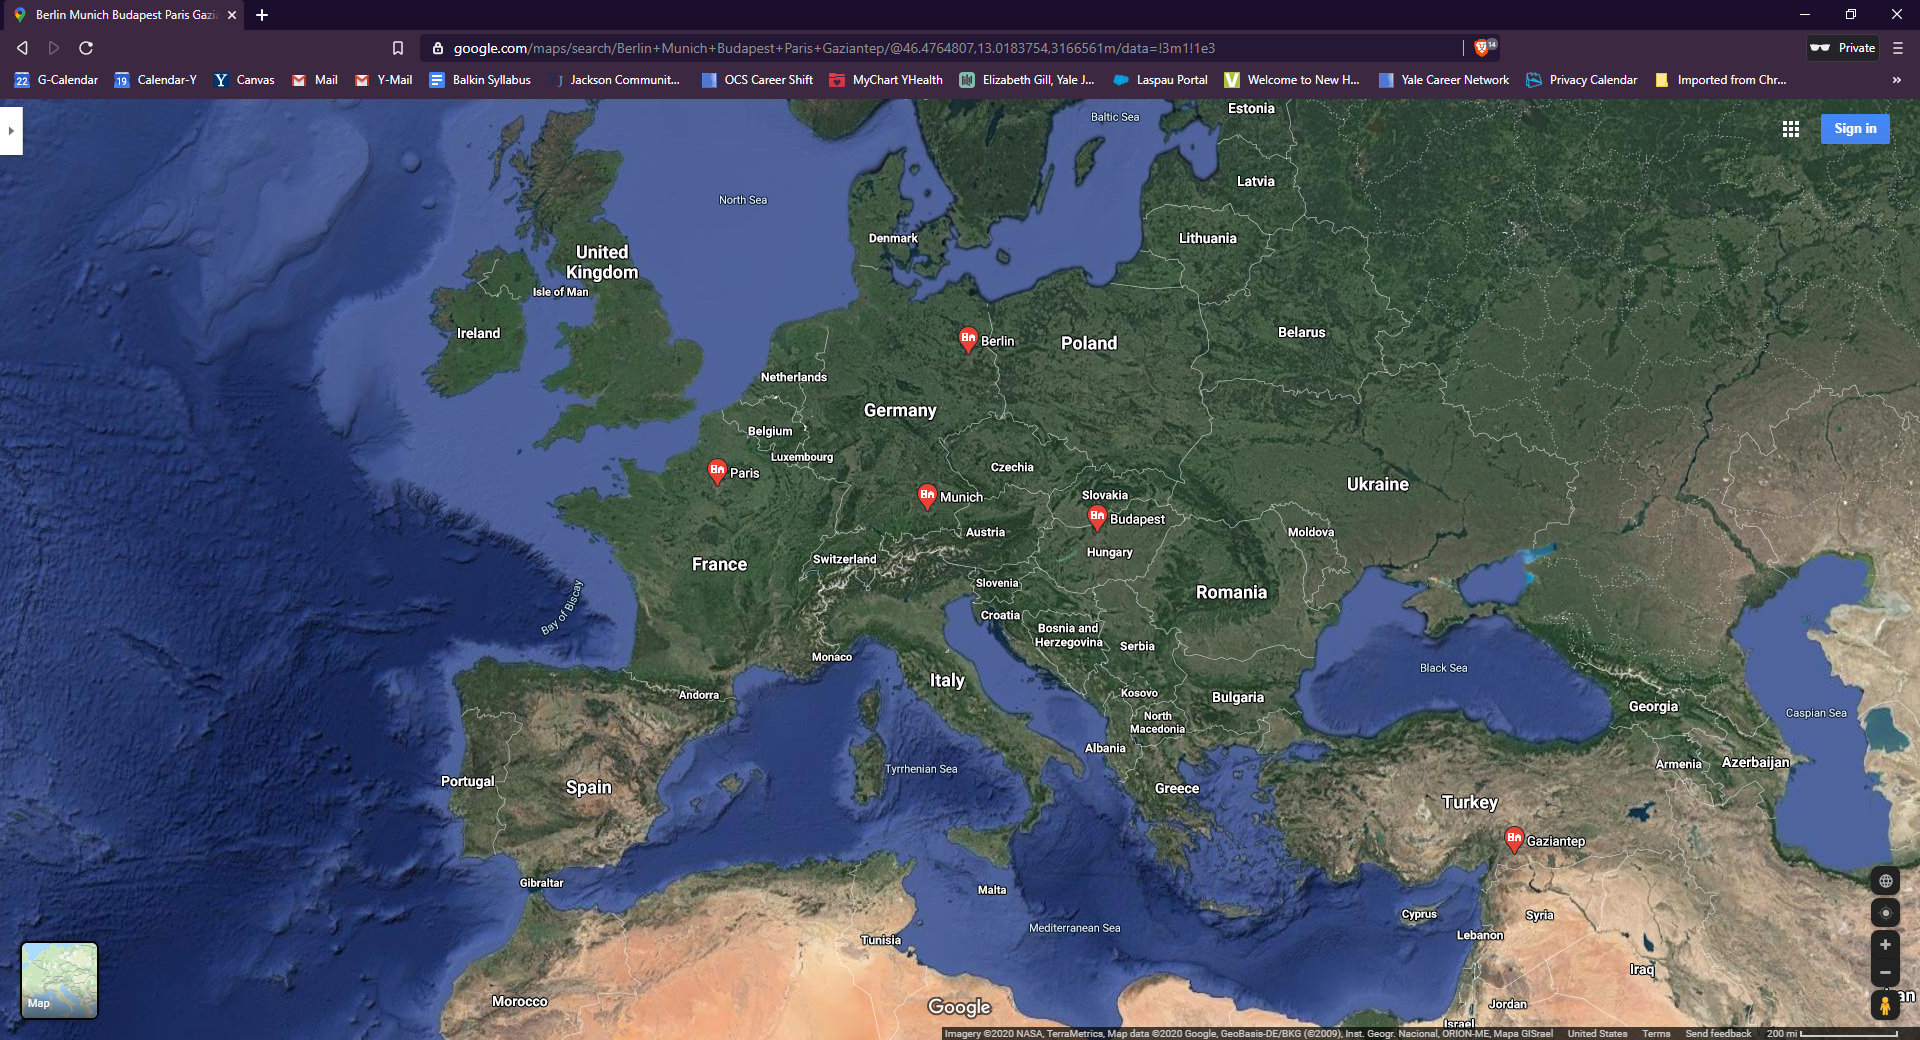 Berlin Munich Budapest Paris Gazia
google.com/maps/search/Berlin+Munich+Budapest+Paris+Gaziantep/@46.4764807,13.0183754,3166561m/data=!3m1!1e3
14
Private
22 G-Calendar
19 Calendar-Y
Y Canvas
Mail
Y-Mail
Balkin Syllabus
J Jackson Communit...
OCS Career Shift
MyChart YHealth
Elizabeth Gill, Yale J...
Laspau Portal
V Welcome to New H...
Yale Career Network
Privacy Calendar
Imported from Chr...
»
Sign in
Estonia
Baltic Sea
Latvia
North Sea
Denmark
Lithuania
United
Kingdom
Isle of Man
Ireland
Belarus
Berlin
Poland
Netherlands
Germany
Belgium
Luxembourg
Czechia
Paris
Ukraine
Munich
Slovakia
Budapest
Austria
Moldova
Hungary
Switzerland
France
Slovenia
Romania
Bay of Biscay
Croatia
Bosnia and
Herzegovina
Serbia
Monaco
Black Sea
Italy
Andorra
Kosovo
Bulgaria
Georgia
Caspian Sea
North
Macedonia
Albania
Armenia
Azerbaijan
Tyrrhenian Sea
Portugal
Spain
Greece
Turkey
Gaziantep
Gibraltar
Malta
Cyprus
Syria
Mediterranean Sea
Lebanon
Tunisia
Iraq
Morocco
Map
Google
Jordan
an
Israel
Imagery ©2020 NASA, TerraMetrics, Map data ©2020 Google, GeoBasis-DE/BKG (©2009), Inst. Geogr. Nacional, ORION-ME, Mapa GISrael United States Terms Send feedback 200 mi